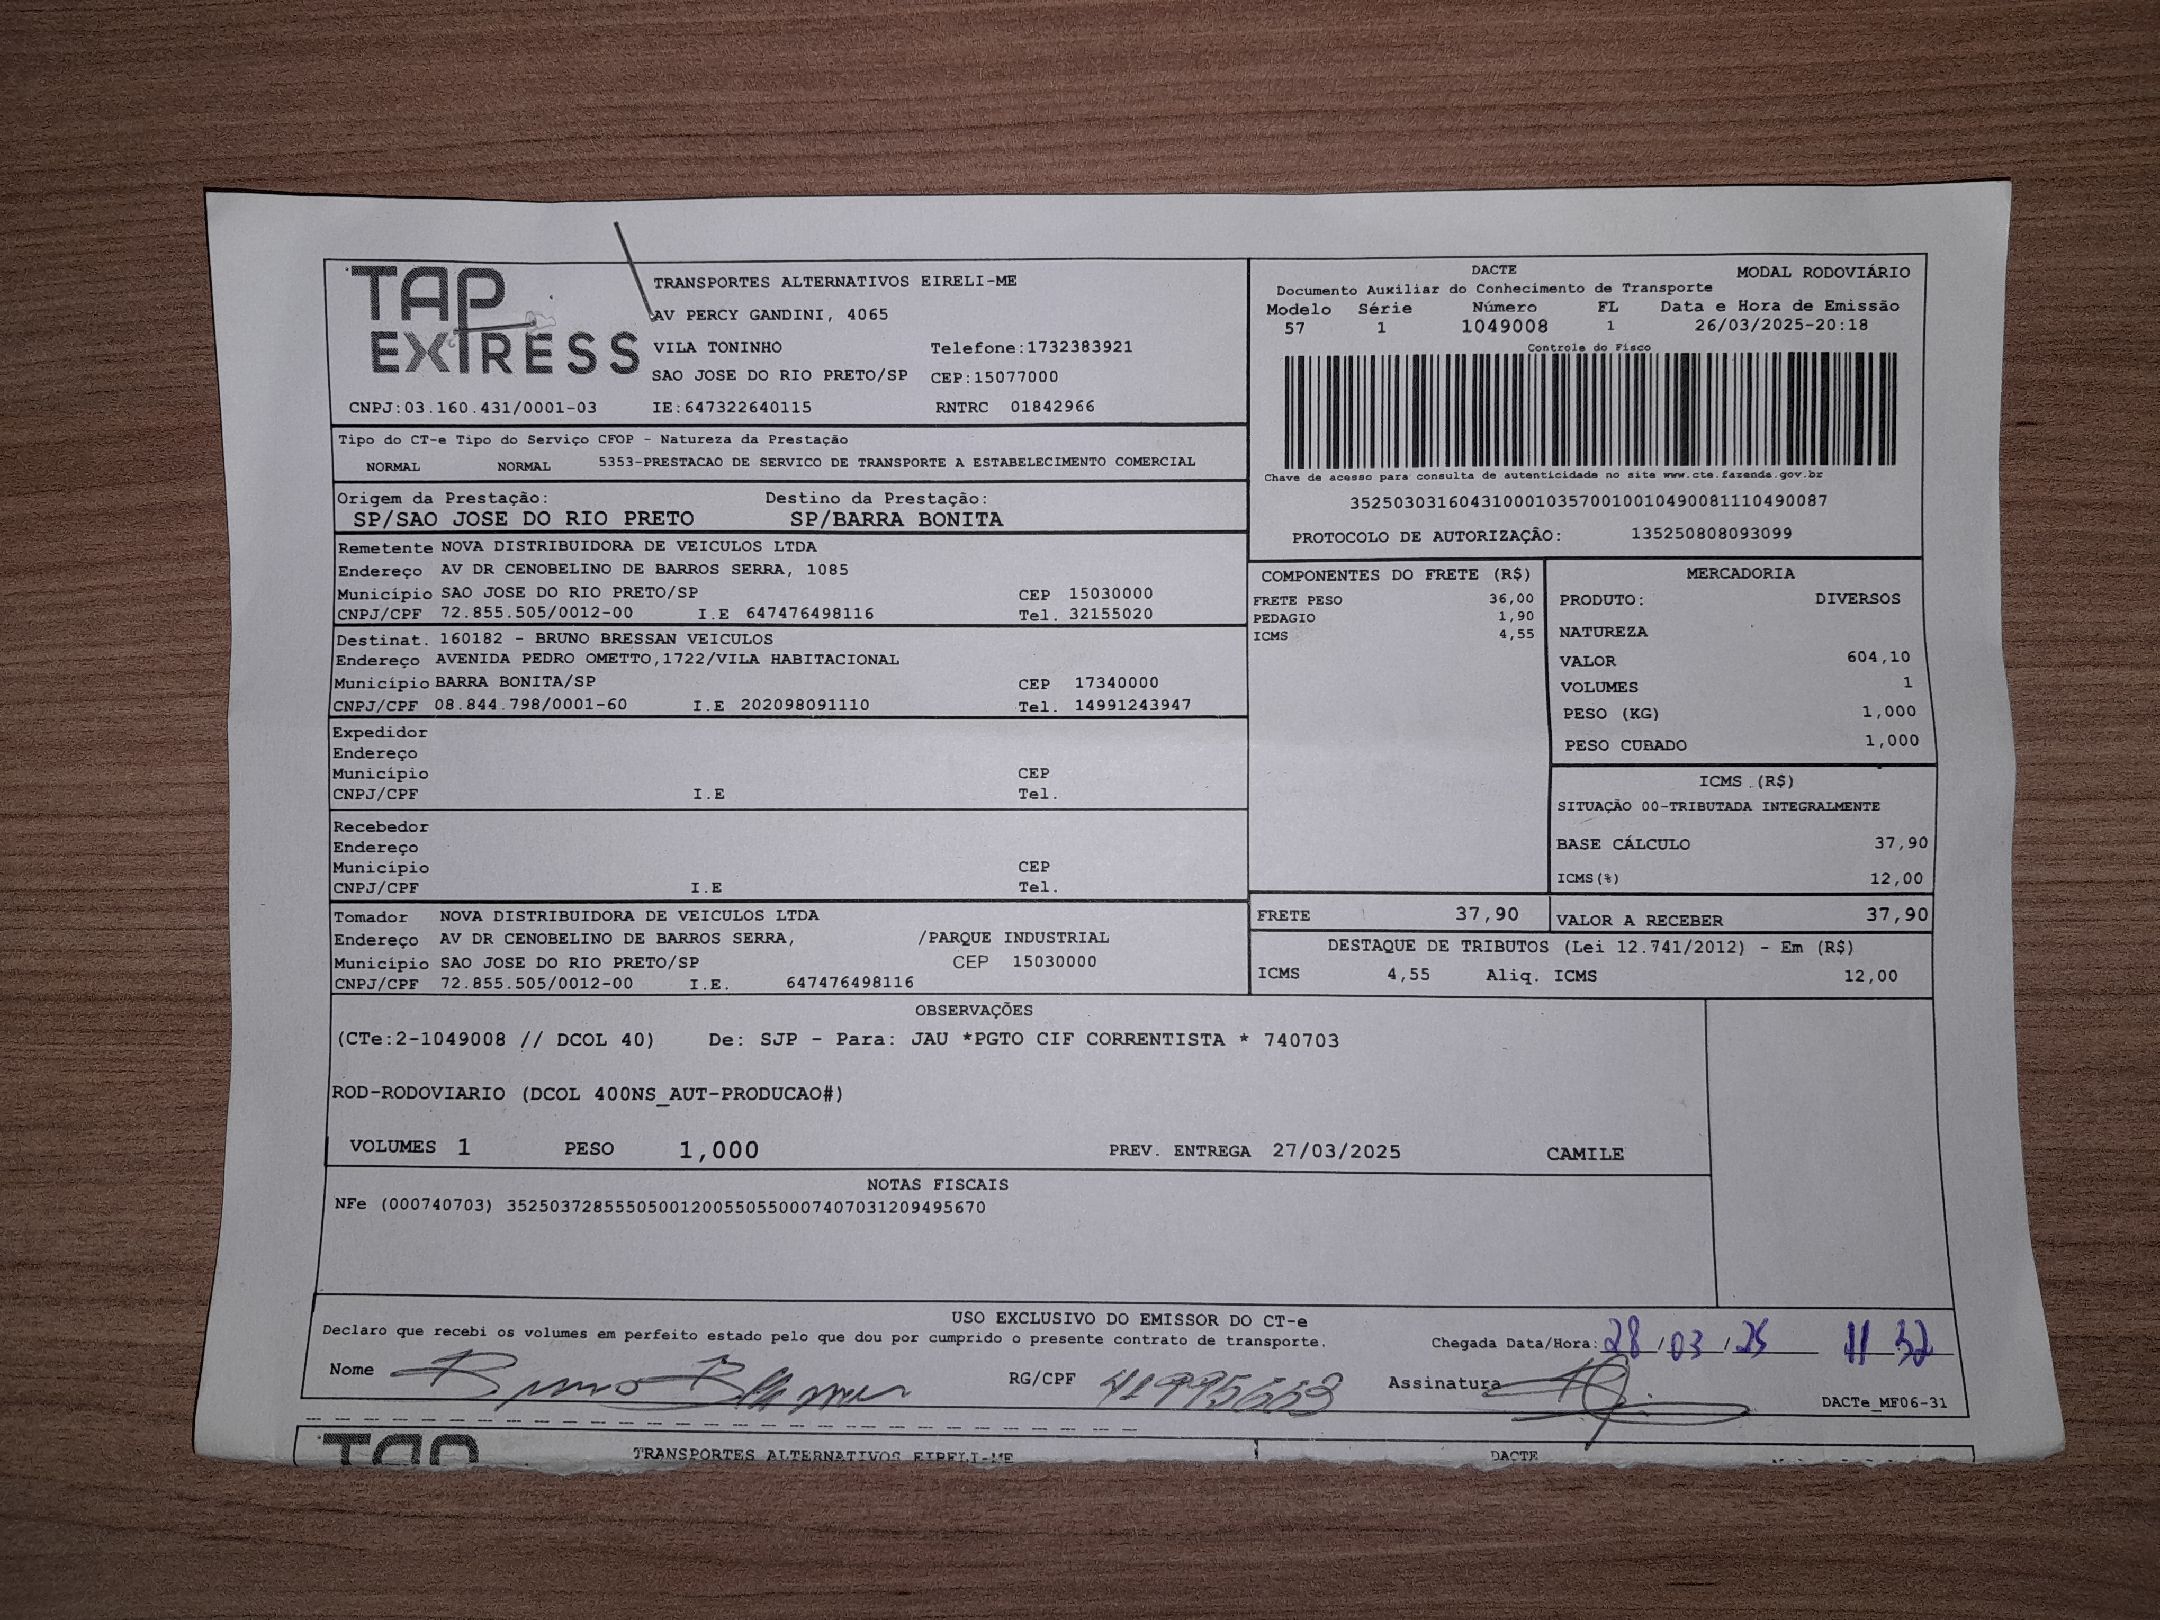 TAP
EXPRESS
TRANSPORTES ALTERNATIVOS EIRELI-ME
AV PERCY GANDINI, 4065
VILA TONINHO Telefone:1732383921
SAO JOSE DO RIO PRETO/SP CEP:15077000
CNPJ:03.160.431/0001-03 IE:647322640115 RNTRC 01842966
DACTE MODAL RODOVIÁRIO
Documento Auxiliar do Conhecimento de Transporte
Modelo Série Número FL Data e Hora de Emissão
57 1 1049008 1 26/03/2025-20:18
Controle do Fisco
Chave de acesso para consulta de autenticidade no site www.cte.fazenda.gov.br
35250303160431000103570010010490081110490087
PROTOCOLO DE AUTORIZAÇÃO: 135250808093099
Tipo do CT-e Tipo do Serviço CFOP - Natureza da Prestação
NORMAL NORMAL 5353-PRESTACAO DE SERVICO DE TRANSPORTE A ESTABELECIMENTO COMERCIAL
Origem da Prestação: Destino da Prestação:
SP/SAO JOSE DO RIO PRETO SP/BARRA BONITA
Remetente NOVA DISTRIBUIDORA DE VEICULOS LTDA
Endereço AV DR CENOBELINO DE BARROS SERRA, 1085
Município SAO JOSE DO RIO PRETO/SP CEP 15030000
CNPJ/CPF 72.855.505/0012-00 I.E 647476498116 Tel. 32155020
Destinat. 160182 - BRUNO BRESSAN VEICULOS
Endereço AVENIDA PEDRO OMETTO,1722/VILA HABITACIONAL
Município BARRA BONITA/SP CEP 17340000
CNPJ/CPF 08.844.798/0001-60 I.E 202098091110 Tel. 14991243947
Expedidor
Endereço
Município CEP
CNPJ/CPF I.E Tel.
Recebedor
Endereço
Município CEP
CNPJ/CPF I.E Tel.
Tomador NOVA DISTRIBUIDORA DE VEICULOS LTDA
Endereço AV DR CENOBELINO DE BARROS SERRA, /PARQUE INDUSTRIAL
Município SAO JOSE DO RIO PRETO/SP CEP 15030000
CNPJ/CPF 72.855.505/0012-00 I.E. 647476498116
COMPONENTES DO FRETE (R$)
FRETE PESO 36,00
PEDAGIO 1,90
ICMS 4,55
MERCADORIA
PRODUTO: DIVERSOS
NATUREZA
VALOR 604,10
VOLUMES 1
PESO (KG) 1,000
PESO CUBADO 1,000
ICMS (R$)
SITUAÇÃO 00-TRIBUTADA INTEGRALMENTE
BASE CÁLCULO 37,90
ICMS(%) 12,00
FRETE 37,90 VALOR A RECEBER 37,90
DESTAQUE DE TRIBUTOS (Lei 12.741/2012) - Em (R$)
ICMS 4,55 Aliq. ICMS 12,00
OBSERVAÇÕES
(CTe:2-1049008 // DCOL 40) De: SJP - Para: JAU *PGTO CIF CORRENTISTA * 740703
ROD-RODOVIARIO (DCOL 400NS_AUT-PRODUCAO#)
VOLUMES 1 PESO 1,000 PREV. ENTREGA 27/03/2025 CAMILE
NOTAS FISCAIS
NFe (000740703) 35250372855505001200550550007407031209495670
USO EXCLUSIVO DO EMISSOR DO CT-e
Declaro que recebi os volumes em perfeito estado pelo que dou por cumprido o presente contrato de transporte. Chegada Data/Hora: 28/03/25 11 32
Nome Bruno RG/CPF 41995663 Assinatura
DACTe_MF06-31
TAP TRANSPORTES ALTERNATIVOS EIRELI-ME DACTE